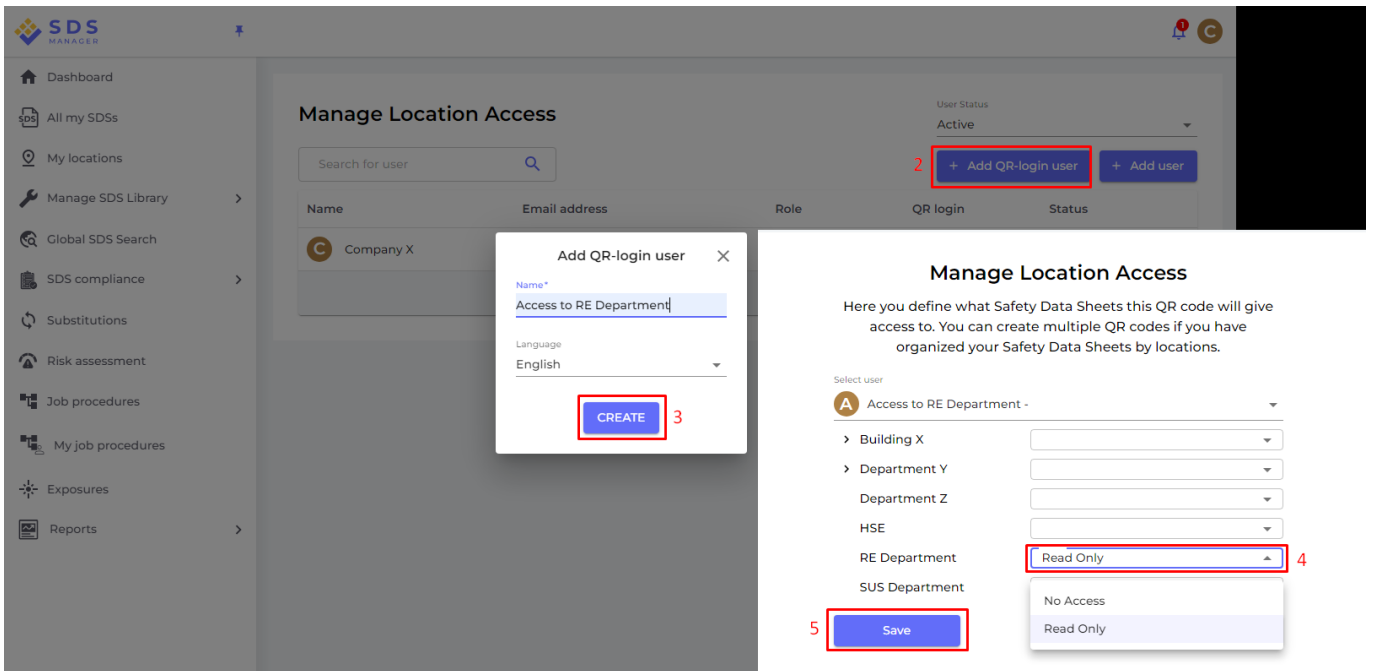 SDS
MANAGER
1
C
Dashboard
SDS
All my SDSs
My locations
Manage SDS Library
Global SDS Search
SDS compliance
Substitutions
Risk assessment
Job procedures
My job procedures
Exposures
Reports
Manage Location Access
User Status
Active
Search for user
2
+ Add QR-login user
+ Add user
Name Email address Role QR login Status
C Company X
Add QR-login user
Name*
Access to RE Department
Language
English
CREATE
3
Manage Location Access
Here you define what Safety Data Sheets this QR code will give
access to. You can create multiple QR codes if you have
organized your Safety Data Sheets by locations.
Select user
A Access to RE Department -
Building X
Department Y
Department Z
HSE
RE Department Read Only 4
SUS Department
No Access
Read Only
5 Save